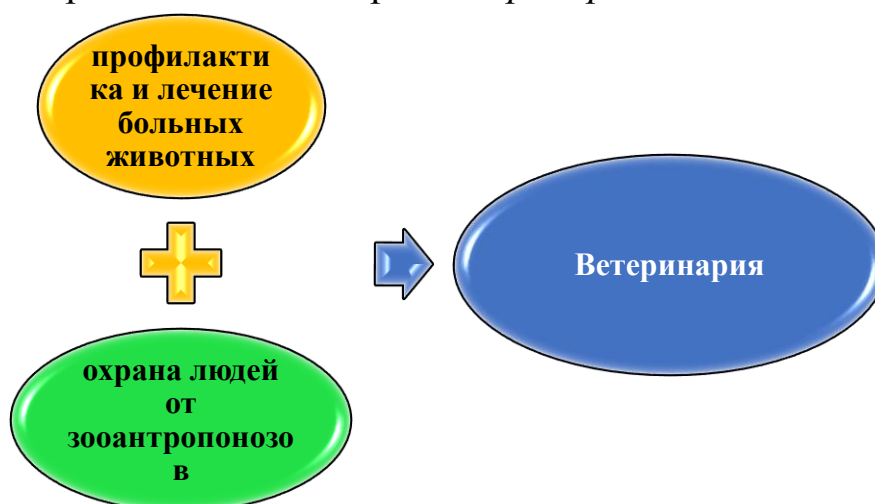 профилакти
ка и лечение
больных
животных
Ветеринария
охрана людей
от
зооантропонозо
в